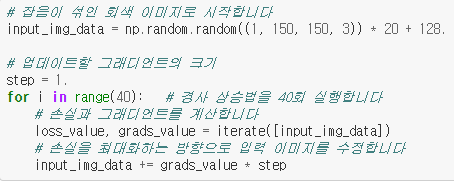 # 잡음이 섞인 회색 이미지로 시작합니다
input_img_data = np.random.random((1, 150, 150, 3)) * 20 + 128.
# 업데이트할 그래디언트의 크기
step = 1.
for i in range(40):   # 경사 상승법을 40회 실행합니다
    # 손실과 그래디언트를 계산합니다
    loss_value, grads_value = iterate([input_img_data])
    # 손실을 최대화하는 방향으로 입력 이미지를 수정합니다
    input_img_data += grads_value * step